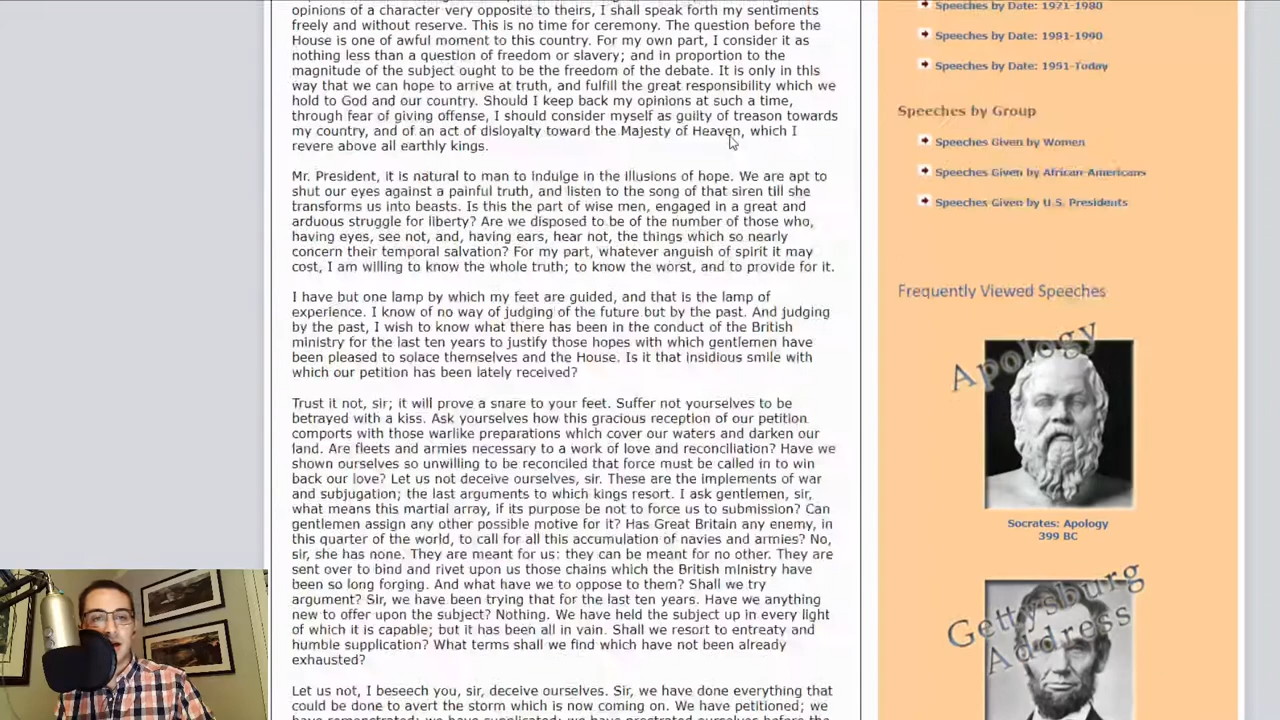 opinions of a character very opposite to theirs, I shall speak forth my sentiments
freely and without reserve. This is no time for ceremony. The question before the
House is one of awful moment to this country. For my own part, I consider it as
nothing less than a question of freedom or slavery; and in proportion to the
magnitude of the subject ought to be the freedom of the debate. It is only in this
way that we can hope to arrive at truth, and fulfill the great responsibility which we
hold to God and our country. Should I keep back my opinions at such a time,
through fear of giving offense, I should consider myself as guilty of treason towards
my country, and of an act of disloyalty toward the Majesty of Heaven, which I
revere above all earthly kings.
Mr. President, it is natural to man to indulge in the illusions of hope. We are apt to
shut our eyes against a painful truth, and listen to the song of that siren till she
transforms us into beasts. Is this the part of wise men, engaged in a great and
arduous struggle for liberty? Are we disposed to be of the number of those who,
having eyes, see not, and, having ears, hear not, the things which so nearly
concern their temporal salvation? For my part, whatever anguish of spirit it may
cost, I am willing to know the whole truth; to know the worst, and to provide for it.
I have but one lamp by which my feet are guided, and that is the lamp of
experience. I know of no way of judging of the future but by the past. And judging
by the past, I wish to know what there has been in the conduct of the British
ministry for the last ten years to justify those hopes with which gentlemen have
been pleased to solace themselves and the House. Is it that insidious smile with
which our petition has been lately received?
Trust it not, sir; it will prove a snare to your feet. Suffer not yourselves to be
betrayed with a kiss. Ask yourselves how this gracious reception of our petition
comports with those warlike preparations which cover our waters and darken our
land. Are fleets and armies necessary to a work of love and reconciliation? Have we
shown ourselves so unwilling to be reconciled that force must be called in to win
back our love? Let us not deceive ourselves, sir. These are the implements of war
and subjugation; the last arguments to which kings resort. I ask gentlemen, sir,
what means this martial array, if its purpose be not to force us to submission? Can
gentlemen assign any other possible motive for it? Has Great Britain any enemy, in
this quarter of the world, to call for all this accumulation of navies and armies? No,
sir, she has none. They are meant for us: they can be meant for no other. They are
sent over to bind and rivet upon us those chains which the British ministry have
been so long forging. And what have we to oppose to them? Shall we try
argument? Sir, we have been trying that for the last ten years. Have we anything
new to offer upon the subject? Nothing. We have held the subject up in every light
of which it is capable; but it has been all in vain. Shall we resort to entreaty and
humble supplication? What terms shall we find which have not been already
exhausted?
Let us not, I beseech you, sir, deceive ourselves. Sir, we have done everything that
could be done to avert the storm which is now coming on. We have petitioned; we
have remonstrated; we have supplicated; we have prostrated ourselves before the
Speeches by Date: 1971-1980
Speeches by Date: 1981-1990
Speeches by Date: 1991-Today
Speeches by Group
Speeches Given by Women
Speeches Given by African-Americans
Speeches Given by U.S. Presidents
Frequently Viewed Speeches
Apology
Socrates: Apology
399 BC
Gettysburg
Address